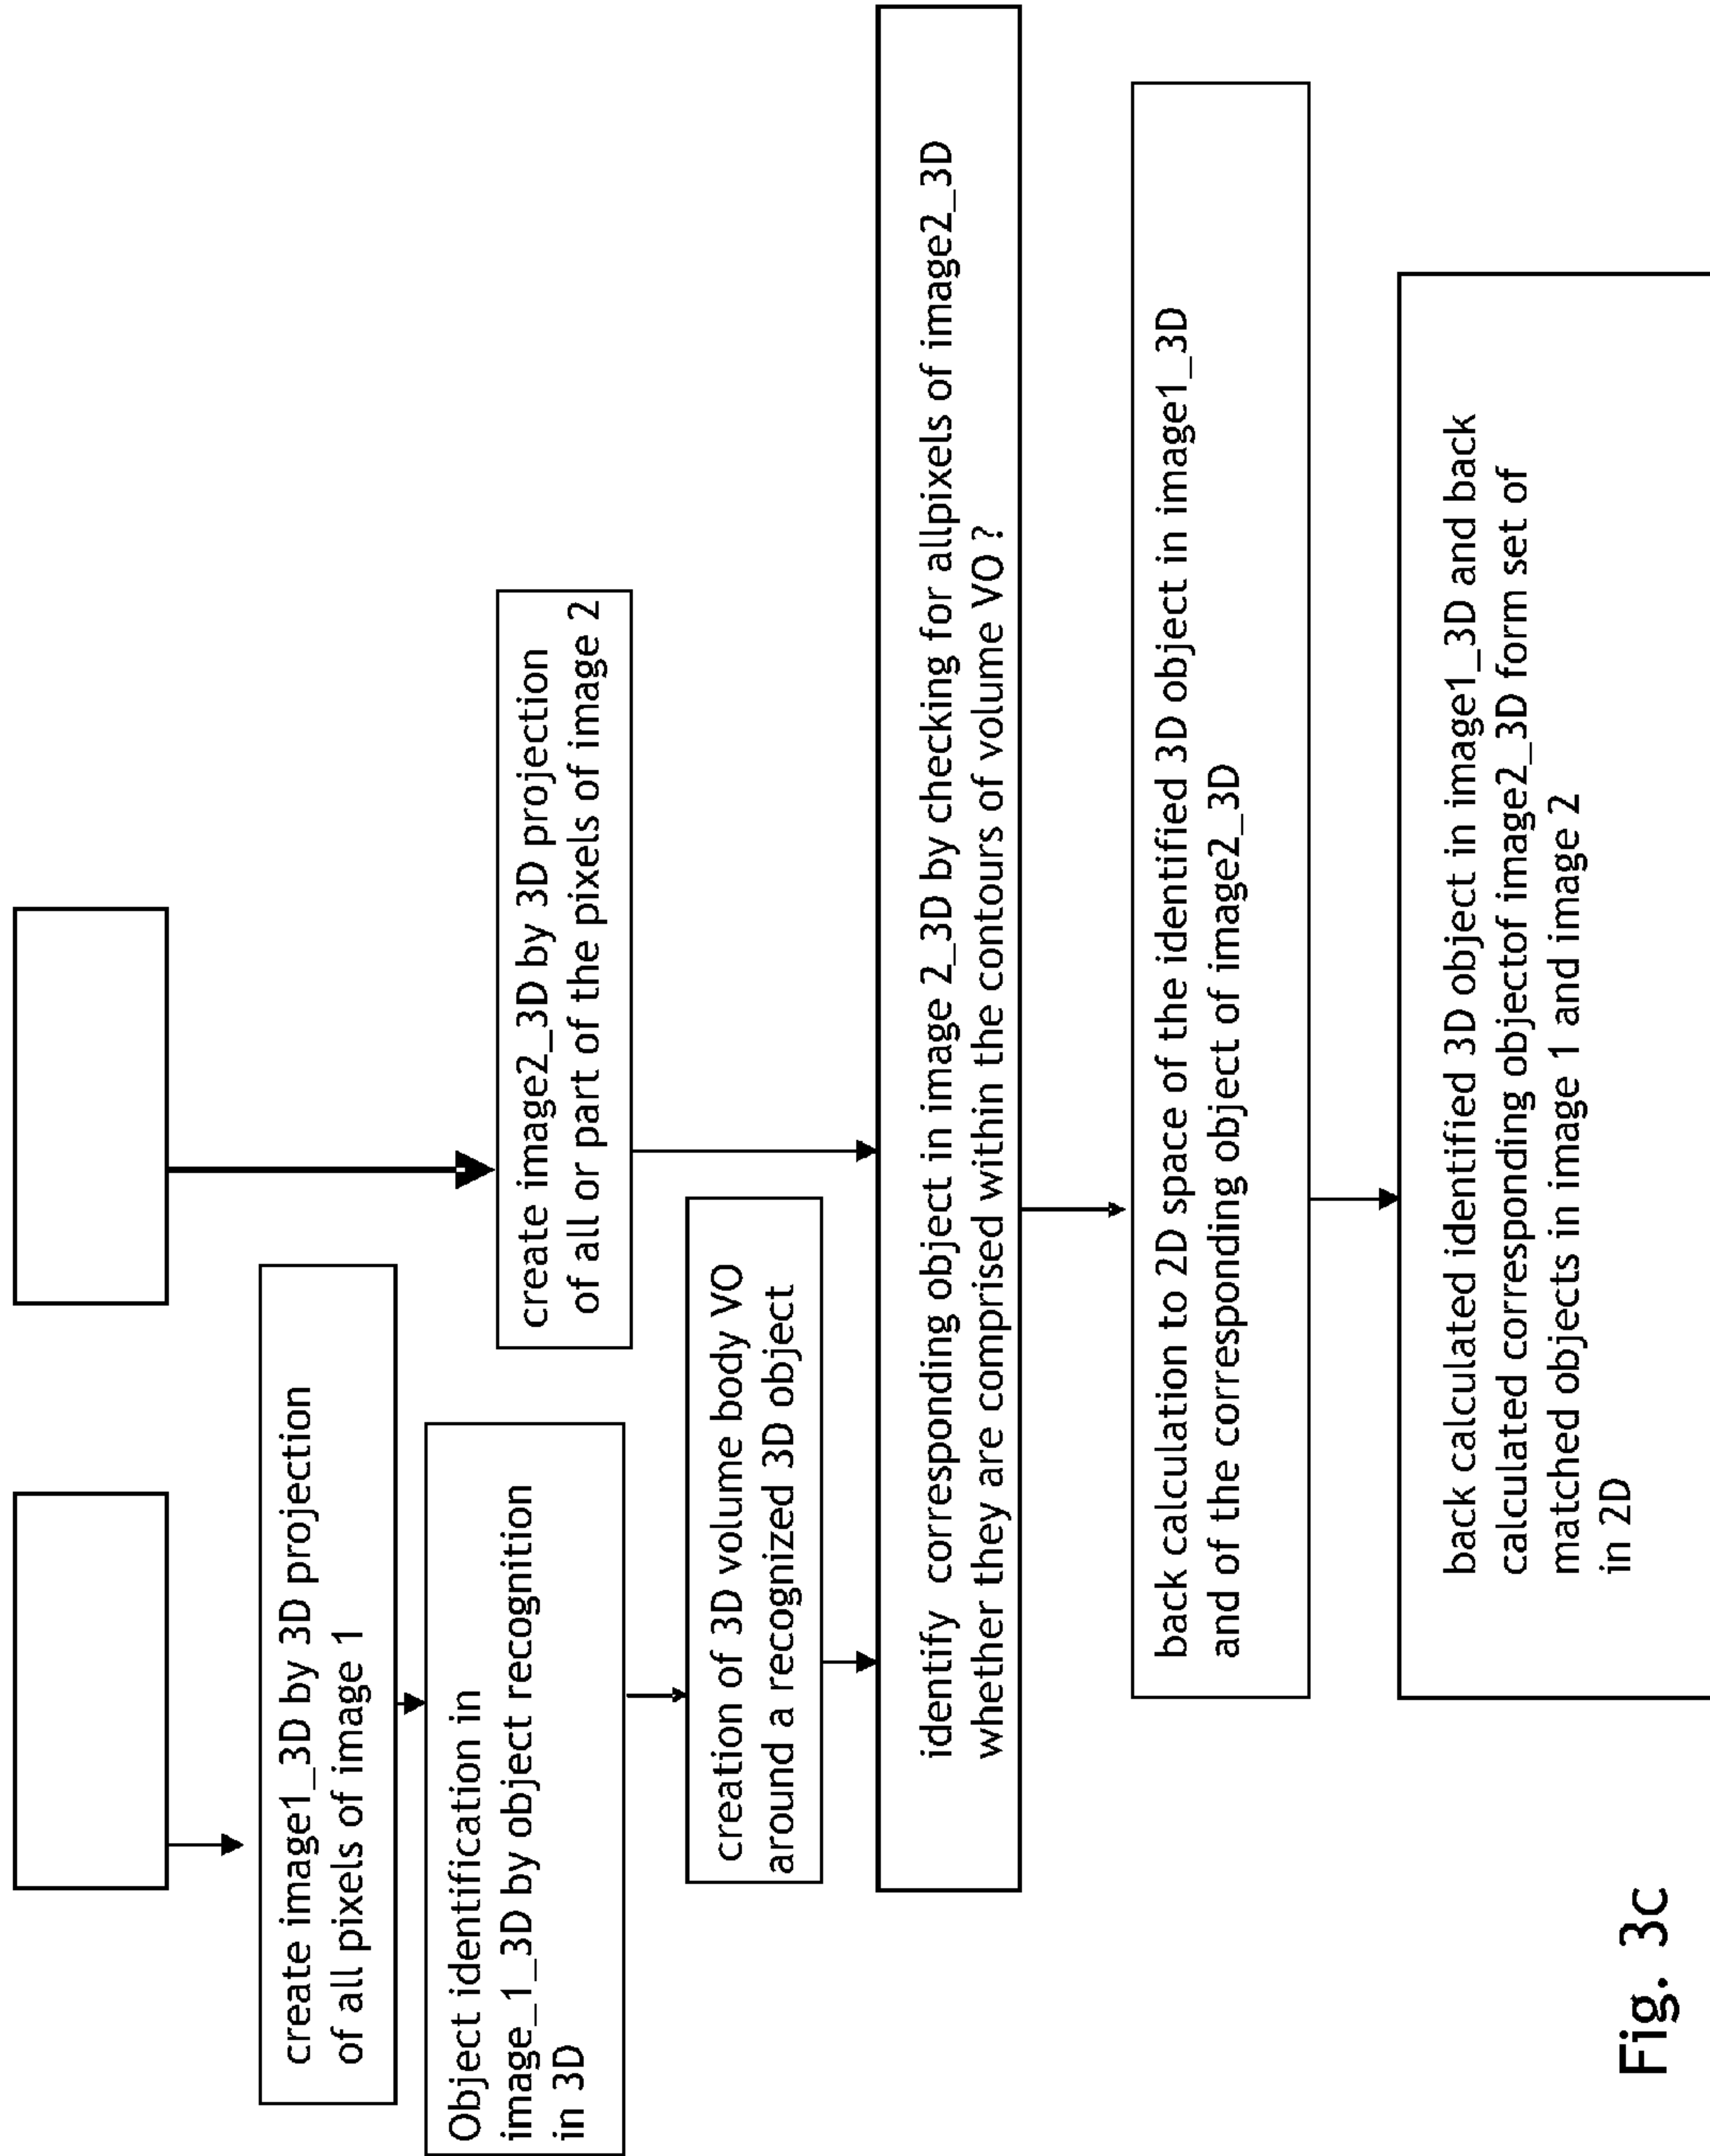 create image1_3D by 3D projection
of all pixels of image 1
Object identification in
image_1_3D by object recognition
in 3D
create image2_3D by 3D projection
of all or part of the pixels of image 2
creation of 3D volume body VO
around a recognized 3D object
identify corresponding object in image 2_3D by checking for allpixels of image2_3D
whether they are comprised within the contours of volume VO ?
back calculation to 2D space of the identified 3D object in image1_3D
and of the corresponding object of image2_3D
back calculated identified 3D object in image1_3D and back
calculated corresponding objectof image2_3D form set of
matched objects in image 1 and image 2
in 2D
Fig. 3c